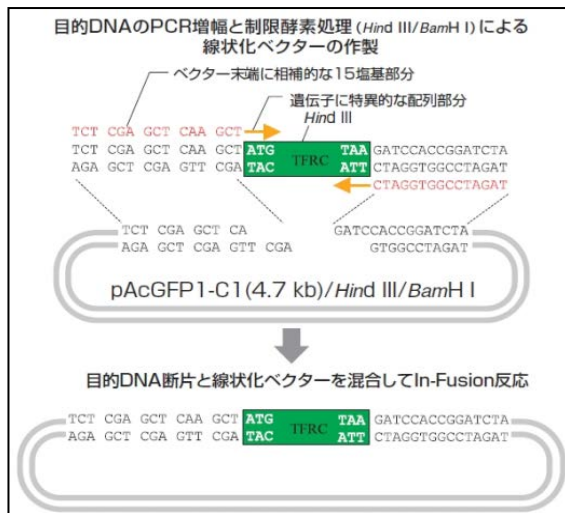 目的DNAのPCR増幅と制限酵素処理(Hind III/BamH I)による
線状化ベクターの作製
ベクター末端に相補的な15塩基部分
遺伝子に特異的な配列部分
Hind III
TCT CGA GCT CAA GCT
TCT CGA GCT CAA GCT ATG TFRC TAA GATCCACCGGATCTA
AGA GCT CGA GTT CGA TAC ATT CTAGGTGGCCTAGAT
CTAGGTGGCCTAGAT
TCT CGA GCT CA GATCCACCGGATCTA
AGA GCT CGA GTT CGA GTGGCCTAGAT
pAcGFP1-C1(4.7 kb)/Hind III/BamH I
目的DNA断片と線状化ベクターを混合してIn-Fusion反応
TCT CGA GCT CAA GCT ATG TFRC TAA GATCCACCGGATCTA
AGA GCT CGA GTT CGA TAC ATT CTAGGTGGCCTAGAT